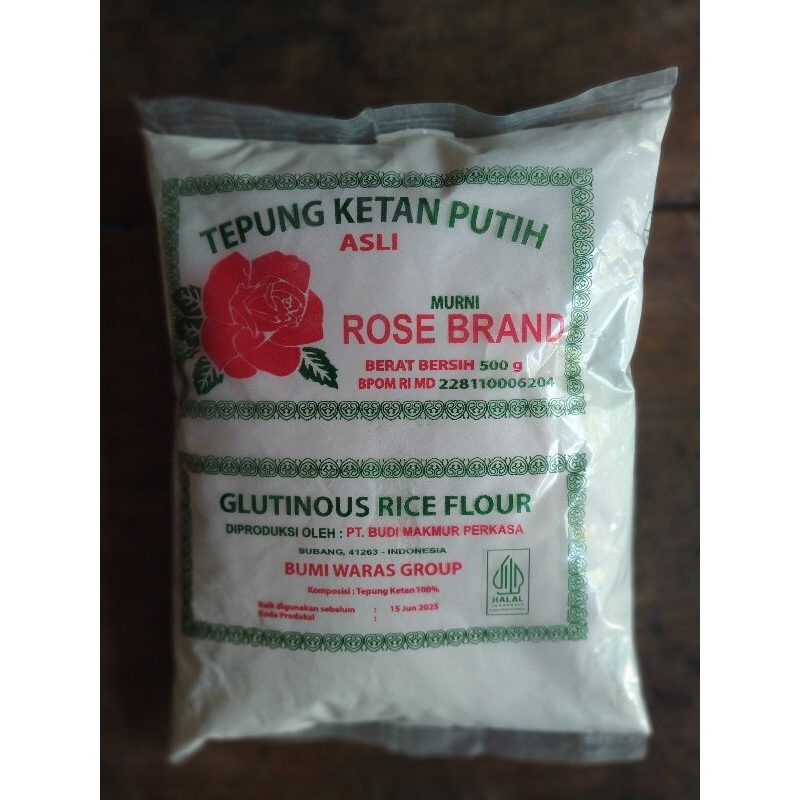 TEPUNG KETAN PUTIH
ASLI
MURNI
ROSE BRAND
BERAT BERSIH 500 g
BPOM RI MD 228110006204
GLUTINOUS RICE FLOUR
DIPRODUKSI OLEH : PT. BUDI MAKMUR PERKASA
SUBANG, 41263 - INDONESIA
BUMI WARAS GROUP
Komposisi : Tepung Ketan 100%
HALAL
INDONESIA
Baik digunakan sebelum : 15 Jun 2025
Kode Produksi :